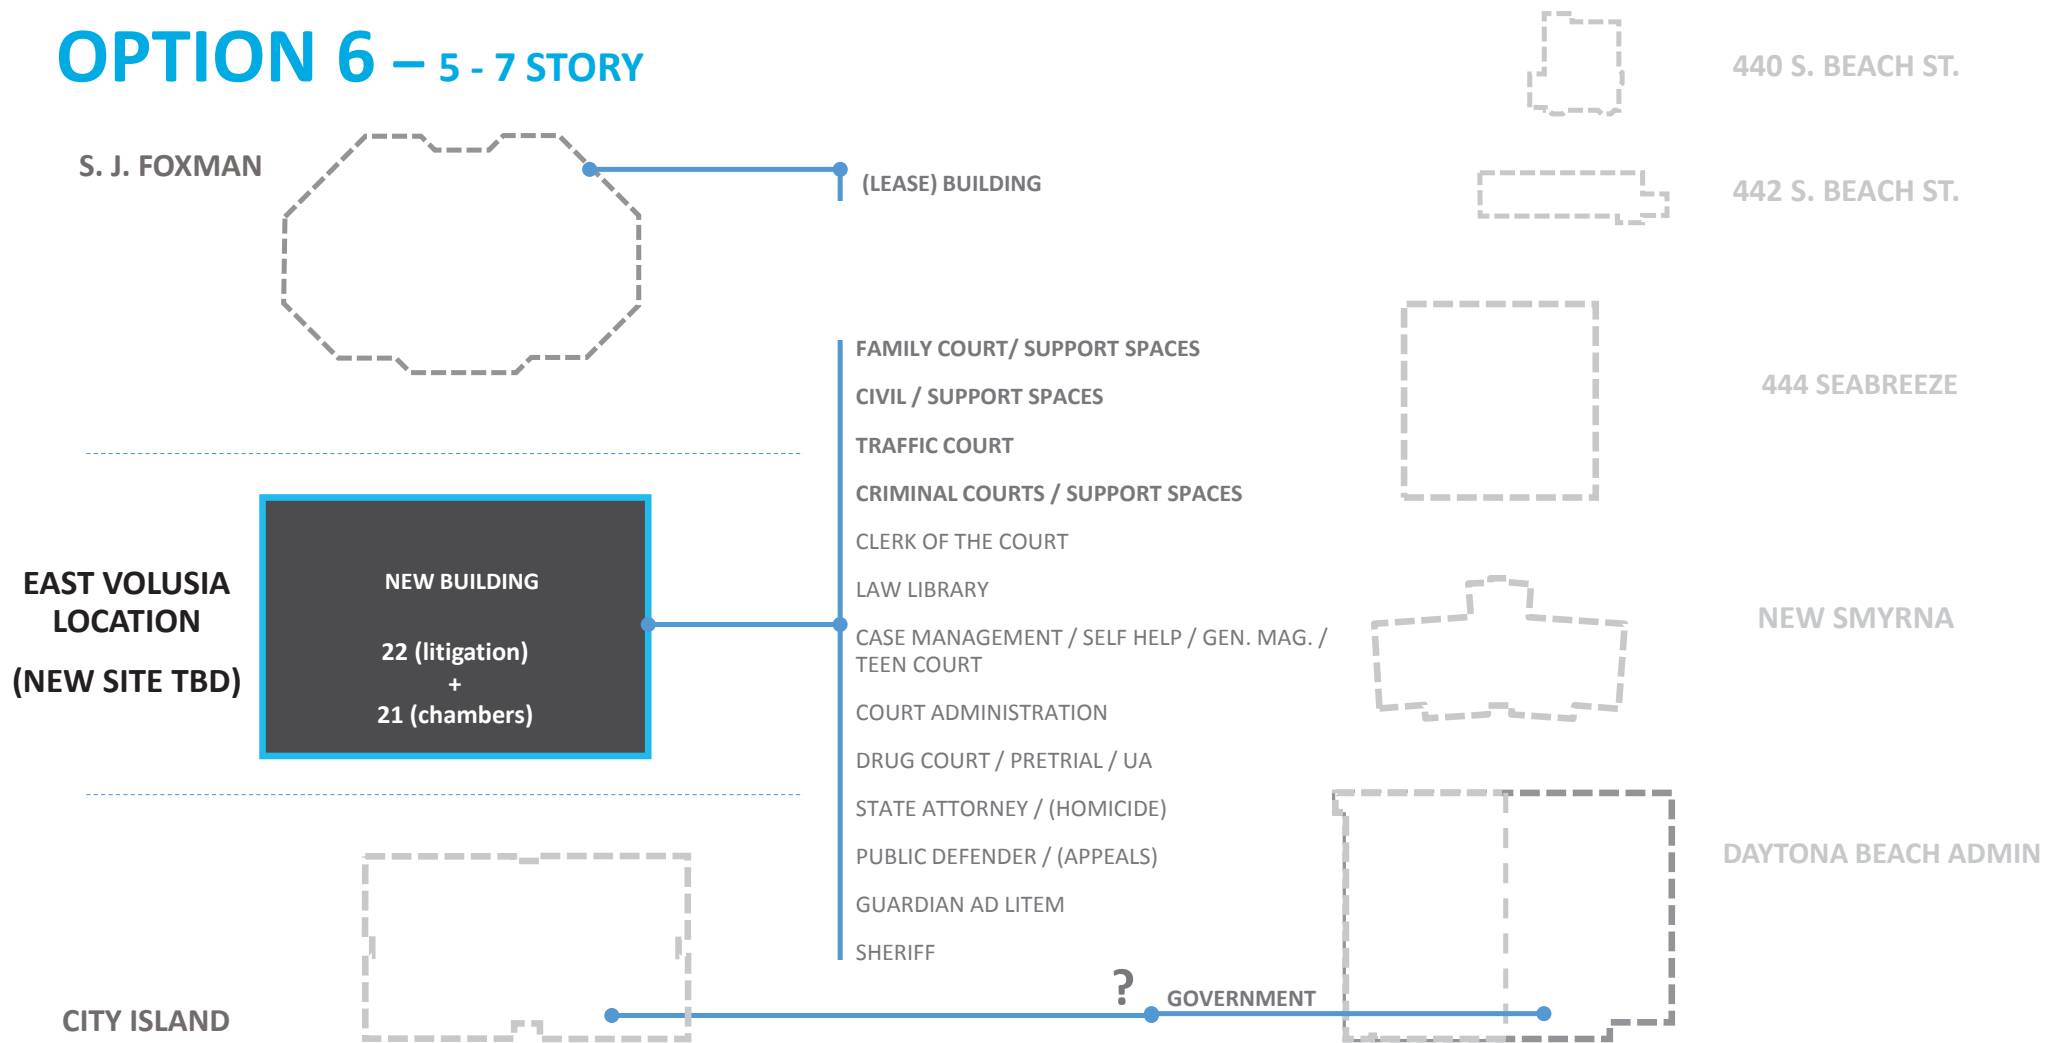 OPTION 6 – 5 - 7 STORY
S. J. FOXMAN
(LEASE) BUILDING
440 S. BEACH ST.
442 S. BEACH ST.
FAMILY COURT/ SUPPORT SPACES
CIVIL / SUPPORT SPACES
TRAFFIC COURT
CRIMINAL COURTS / SUPPORT SPACES
CLERK OF THE COURT
LAW LIBRARY
CASE MANAGEMENT / SELF HELP / GEN. MAG. /
TEEN COURT
COURT ADMINISTRATION
DRUG COURT / PRETRIAL / UA
STATE ATTORNEY / (HOMICIDE)
PUBLIC DEFENDER / (APPEALS)
GUARDIAN AD LITEM
SHERIFF
444 SEABREEZE
EAST VOLUSIA
LOCATION
(NEW SITE TBD)
NEW BUILDING
22 (litigation)
+
21 (chambers)
NEW SMYRNA
DAYTONA BEACH ADMIN
CITY ISLAND
?
GOVERNMENT